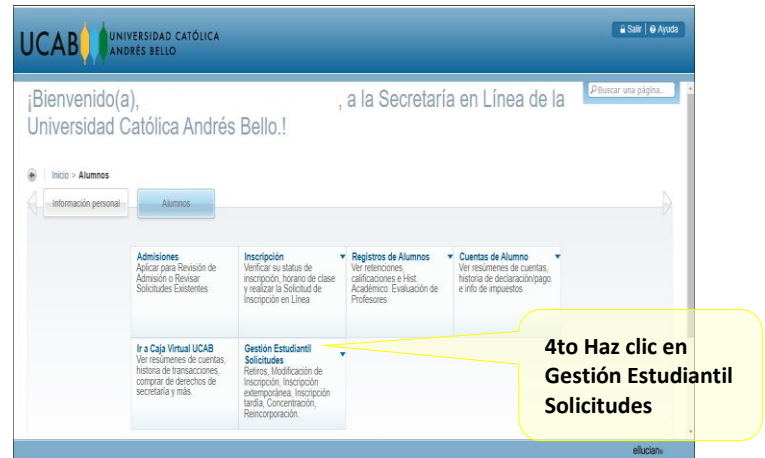 UCAB
UNIVERSIDAD CATÓLICA
ANDRÉS BELLO
Salir | Ayuda
Buscar una página..
¡Bienvenido(a), , a la Secretaría en Línea de la
Universidad Católica Andrés Bello.!
Inicio > Alumnos
Información personal
Alumnos
Admisiones
Aplicar para Revisión de
Admisión o Revisar
Solicitudes Existentes
Inscripción
Verificar su status de
inscripción, horario de clase
y realizar la Solicitud de
Inscripción en Línea
Registros de Alumnos
Ver retenciones,
calificaciones e Hist.
Académico. Evaluación de
Profesores
Cuentas de Alumno
Ver resúmenes de cuentas,
historia de declaración/pago
e info de impuestos
Ir a Caja Virtual UCAB
Ver resúmenes de cuentas,
historia de transacciones,
comprar de derechos de
secretaría y más.
Gestión Estudiantil
Solicitudes
Retiros, Modificación de
Inscripción, Inscripción
extemporánea, Inscripción
tardía, Concentración,
Reincorporación.
4to Haz clic en
Gestión Estudiantil
Solicitudes
ellucian